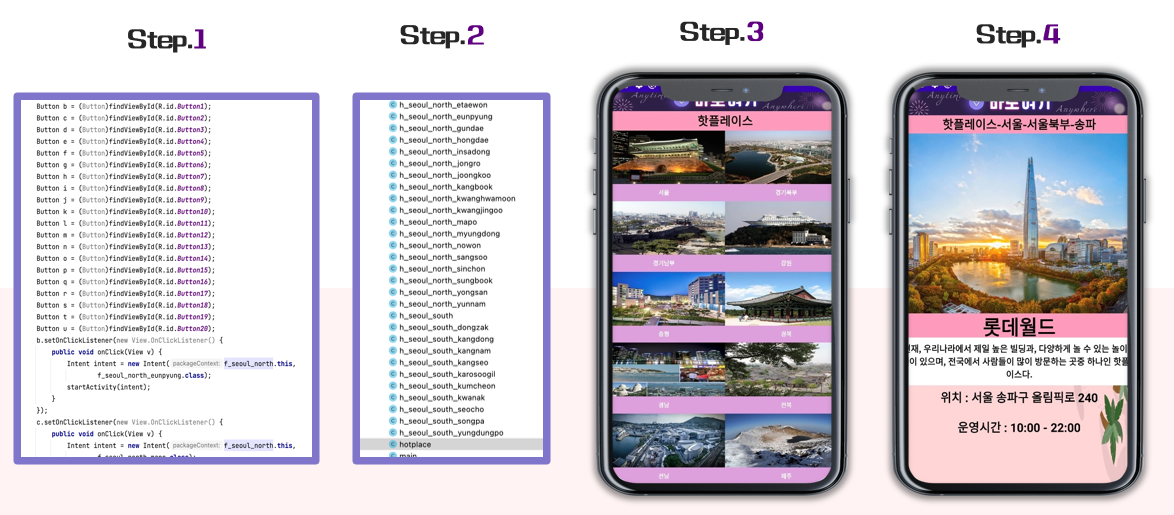 Step.1
Step.2
Step.3
Step.4
Button b = (Button)findViewById(R.id.Button1);
Button c = (Button)findViewById(R.id.Button2);
Button d = (Button)findViewById(R.id.Button3);
Button e = (Button)findViewById(R.id.Button4);
Button f = (Button)findViewById(R.id.Button5);
Button g = (Button)findViewById(R.id.Button6);
Button h = (Button)findViewById(R.id.Button7);
Button i = (Button)findViewById(R.id.Button8);
Button j = (Button)findViewById(R.id.Button9);
Button k = (Button)findViewById(R.id.Button10);
Button l = (Button)findViewById(R.id.Button11);
Button m = (Button)findViewById(R.id.Button12);
Button n = (Button)findViewById(R.id.Button13);
Button o = (Button)findViewById(R.id.Button14);
Button p = (Button)findViewById(R.id.Button15);
Button q = (Button)findViewById(R.id.Button16);
Button r = (Button)findViewById(R.id.Button17);
Button s = (Button)findViewById(R.id.Button18);
Button t = (Button)findViewById(R.id.Button19);
Button u = (Button)findViewById(R.id.Button20);
b.setOnClickListener(new View.OnClickListener() {
public void onClick(View v) {
Intent intent = new Intent( packageContext: f_seoul_north.this,
f_seoul_north_eunpyung.class);
startActivity(intent);
}
});
c.setOnClickListener(new View.OnClickListener() {
public void onClick(View v) {
Intent intent = new Intent( packageContext: f_seoul_north.this,
h_seoul_north_etaewon
h_seoul_north_eunpyung
h_seoul_north_gundae
h_seoul_north_hongdae
h_seoul_north_insadong
h_seoul_north_jongro
h_seoul_north_joongkoo
h_seoul_north_kangbook
h_seoul_north_kwanghwamoon
h_seoul_north_kwangjingoo
h_seoul_north_mapo
h_seoul_north_myungdong
h_seoul_north_nowon
h_seoul_north_sangsoo
h_seoul_north_sinchon
h_seoul_north_sungbook
h_seoul_north_yongsan
h_seoul_north_yunnam
h_seoul_south
h_seoul_south_dongzak
h_seoul_south_kangdong
h_seoul_south_kangnam
h_seoul_south_kangseo
h_seoul_south_karosoogil
h_seoul_south_kumcheon
h_seoul_south_kwanak
h_seoul_south_seocho
h_seoul_south_songpa
h_seoul_south_yungdungpo
hotplace
main
Anytime
바로여기
Anywhere
핫플레이스
서울
경기북부
경기남부
강원
충청
경북
경남
전북
전남
제주
Anytime
바로여기
Anywhere
핫플레이스-서울-서울북부-송파
롯데월드
우리나라에서 제일 높은 빌딩과, 다양하게 놀 수 있는 놀이
이 있으며, 전국에서 사람들이 많이 방문하는 곳중 하나인 핫플
이스다.
위치 : 서울 송파구 올림픽로 240
운영시간 : 10:00 - 22:00